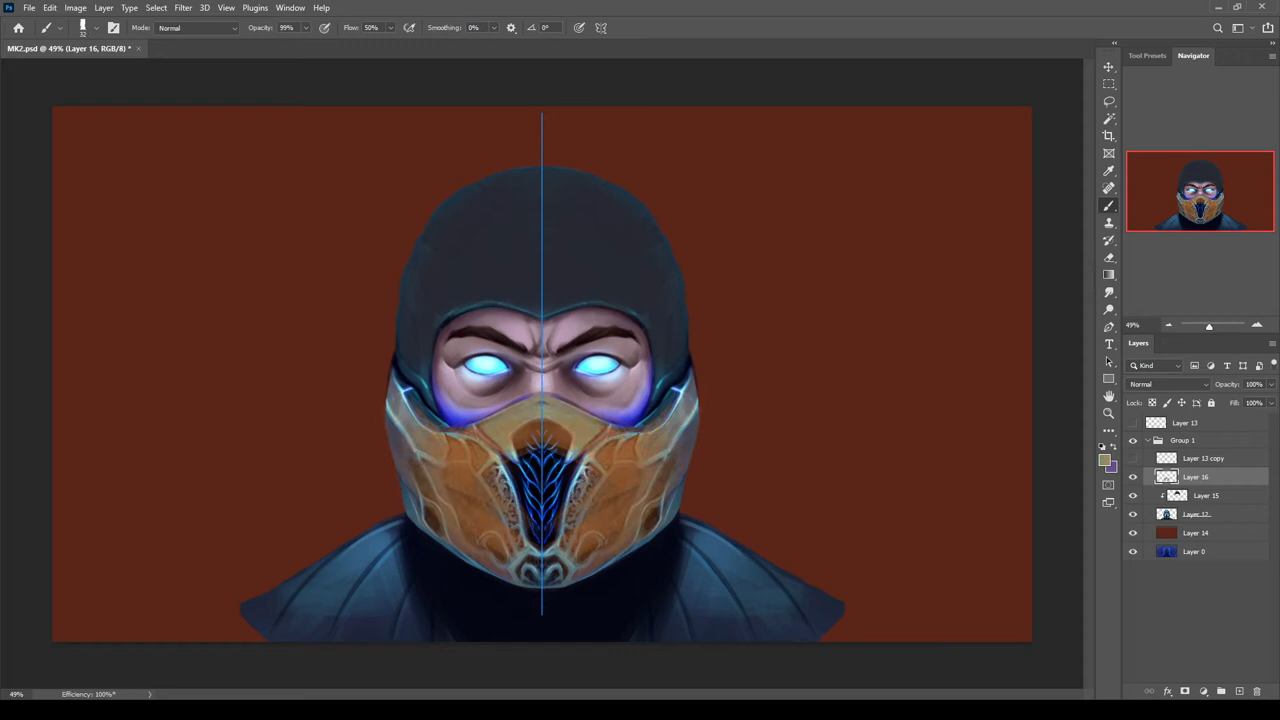 Ps File Edit Image Layer Type Select Filter 3D View Plugins Window Help
32 Mode: Normal Opacity: 99% Flow: 50% Smoothing: 0% 0°
MK2.psd @ 49% (Layer 16, RGB/8) * ×
Tool Presets Navigator
49%
Layers
Kind
Normal Opacity: 100%
Lock: Fill: 100%
Layer 13
Group 1
Layer 13 copy
Layer 16
Layer 15
Layer 12
Layer 14
Layer 0
49% Efficiency: 100%*